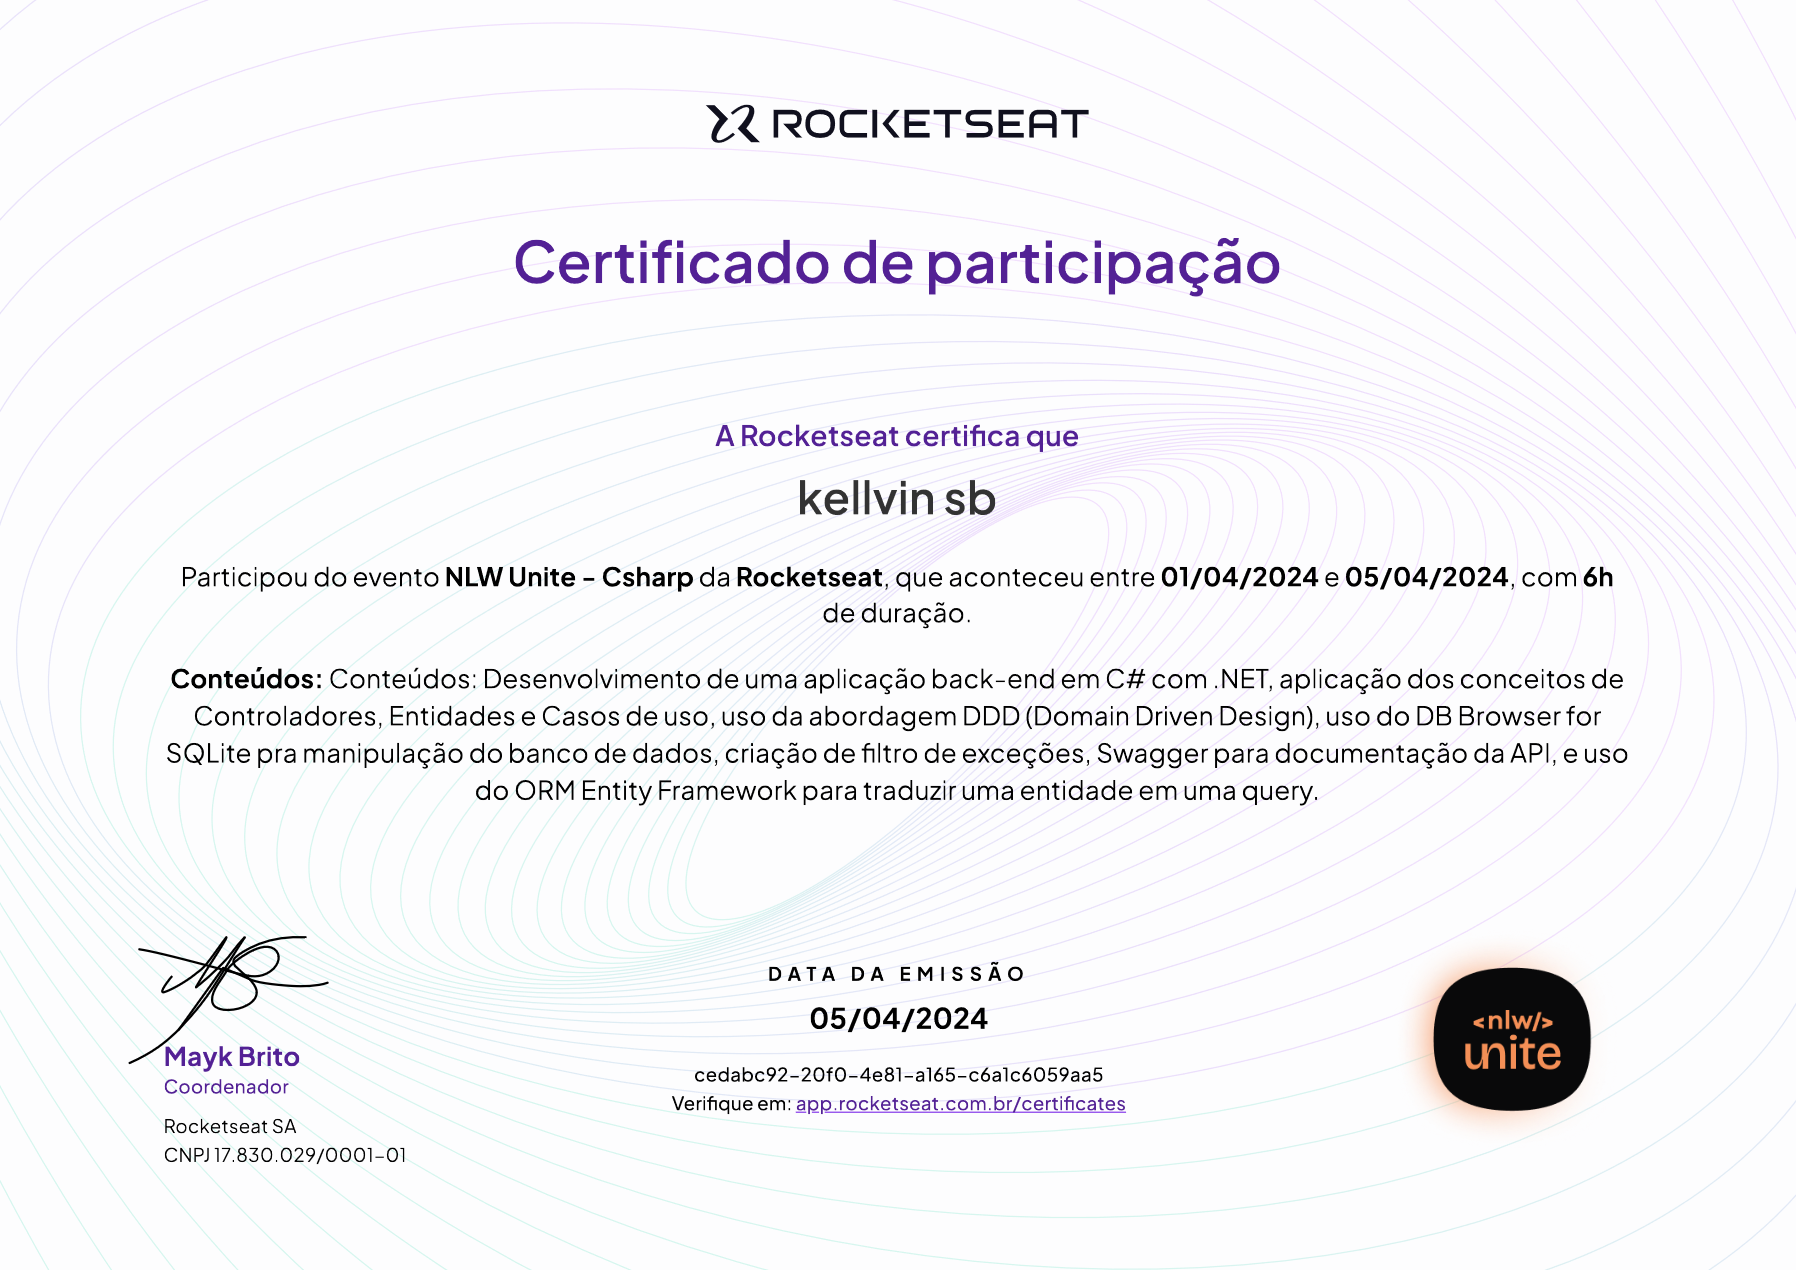 ROCKETSEAT
Certificado de participação
A Rocketseat certifica que
kellvin sb
Participou do evento NLW Unite - Csharp da Rocketseat, que aconteceu entre 01/04/2024 e 05/04/2024, com 6h
de duração.
Conteúdos: Conteúdos: Desenvolvimento de uma aplicação back-end em C# com .NET, aplicação dos conceitos de
Controladores, Entidades e Casos de uso, uso da abordagem DDD (Domain Driven Design), uso do DB Browser for
SQLite pra manipulação do banco de dados, criação de filtro de exceções, Swagger para documentação da API, e uso
do ORM Entity Framework para traduzir uma entidade em uma query.
Mayk Brito
Coordenador
Rocketseat SA
CNPJ 17.830.029/0001-01
DATA DA EMISSÃO
05/04/2024
cedabc92-20f0-4e81-a165-c6a1c6059aa5
Verifique em: app.rocketseat.com.br/certificates
<nlw/>
unite